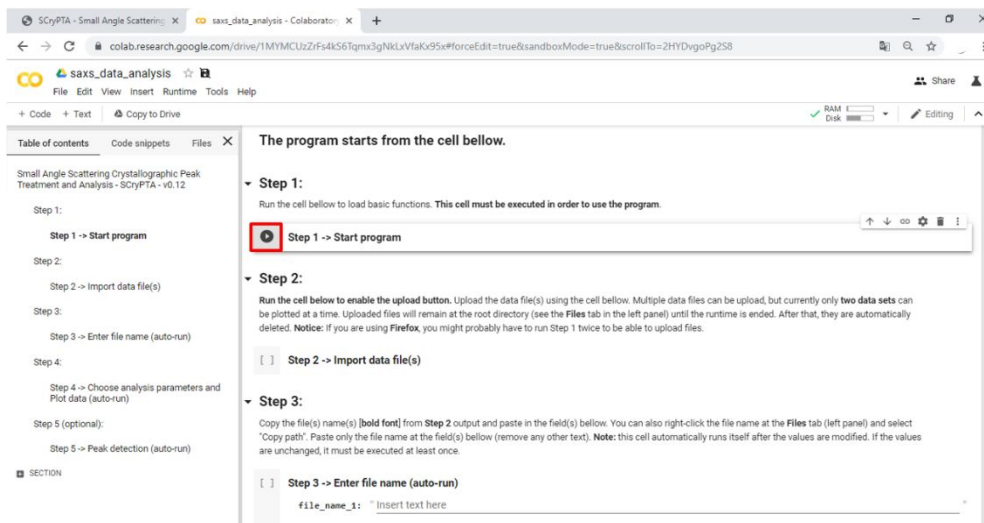 SCryPTA - Small Angle Scattering
saxs_data_analysis - Colaboratory
colab.research.google.com/drive/1MYMCUzZrFs4kS6Tqmx3gNkLxVfaKx95x#forceEdit=true&sandboxMode=true&scrollTo=2HYDvgoPg2S8
saxs_data_analysis
File Edit View Insert Runtime Tools Help
Share
+ Code + Text Copy to Drive
RAM
Disk
Editing
Table of contents Code snippets Files
Small Angle Scattering Crystallographic Peak
Treatment and Analysis - SCryPTA - v0.12
Step 1:
Step 1 -> Start program
Step 2:
Step 2 -> Import data file(s)
Step 3:
Step 3 -> Enter file name (auto-run)
Step 4:
Step 4 -> Choose analysis parameters and
Plot data (auto-run)
Step 5 (optional):
Step 5 -> Peak detection (auto-run)
SECTION
The program starts from the cell bellow.
Step 1:
Run the cell bellow to load basic functions. This cell must be executed in order to use the program.
Step 1 -> Start program
Step 2:
Run the cell below to enable the upload button. Upload the data file(s) using the cell bellow. Multiple data files can be upload, but currently only two data sets can
be plotted at a time. Uploaded files will remain at the root directory (see the Files tab in the left panel) until the runtime is ended. After that, they are automatically
deleted. Notice: If you are using Firefox, you might probably have to run Step 1 twice to be able to upload files.
[ ] Step 2 -> Import data file(s)
Step 3:
Copy the file(s) name(s) [bold font] from Step 2 output and paste in the field(s) bellow. You can also right-click the file name at the Files tab (left panel) and select
"Copy path". Paste only the file name at the field(s) bellow (remove any other text). Note: this cell automatically runs itself after the values are modified. If the values
are unchanged, it must be executed at least once.
[ ] Step 3 -> Enter file name (auto-run)
file_name_1: " Insert text here "